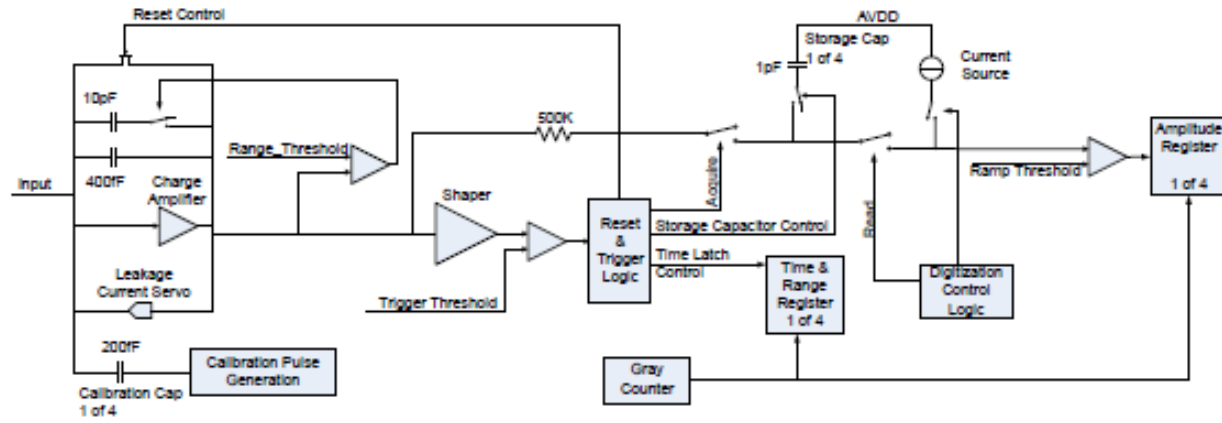 Reset Control
AVDD
Storage Cap
1 of 4
1pF
Current
Source
10pF
500K
Range_Threshold
Amplitude
Register
1 of 4
400fF
Input
Charge
Amplifier
Shaper
Acquire
Ramp Threshold
Reset
&
Trigger
Logic
Storage Capacitor Control
Read
Time Latch
Control
Leakage
Current Servo
Trigger Threshold
Time &
Range
Register
1 of 4
Digitization
Control
Logic
200fF
Calibration Pulse
Generation
Calibration Cap
1 of 4
Gray
Counter